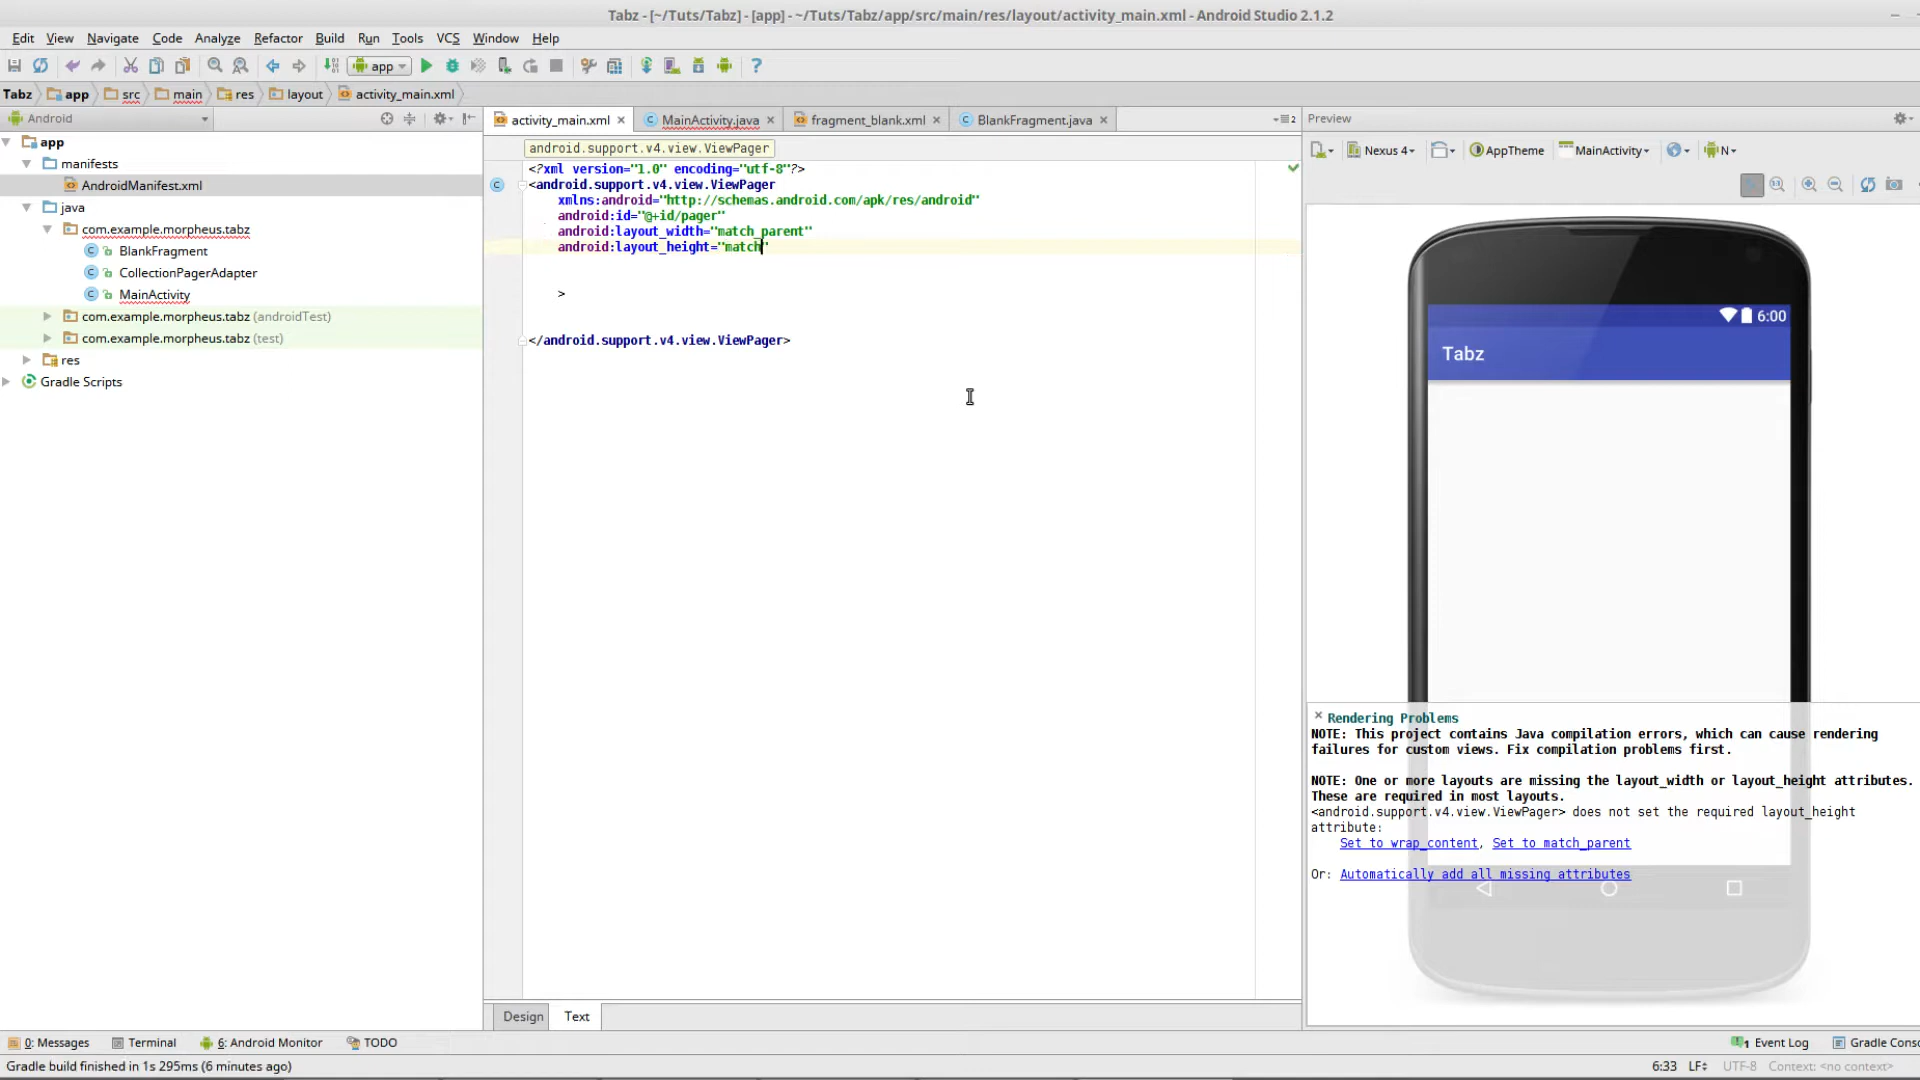 Tabz - [~/Tuts/Tabz] - [app] - ~/Tuts/Tabz/app/src/main/res/layout/activity_main.xml - Android Studio 2.1.2
Edit View Navigate Code Analyze Refactor Build Run Tools VCS Window Help
app
Tabz app src main res layout activity_main.xml
Android
app
manifests
AndroidManifest.xml
java
com.example.morpheus.tabz
BlankFragment
CollectionPagerAdapter
MainActivity
com.example.morpheus.tabz (androidTest)
com.example.morpheus.tabz (test)
res
Gradle Scripts
activity_main.xml MainActivity.java fragment_blank.xml BlankFragment.java
2
android.support.v4.view.ViewPager
<?xml version="1.0" encoding="utf-8"?>
<android.support.v4.view.ViewPager
xmlns:android="http://schemas.android.com/apk/res/android"
android:id="@+id/pager"
android:layout_width="match_parent"
android:layout_height="match"
>
</android.support.v4.view.ViewPager>
Design Text
Preview
Nexus 4 AppTheme MainActivity N
6:00
Tabz
Rendering Problems
NOTE: This project contains Java compilation errors, which can cause rendering
failures for custom views. Fix compilation problems first.
NOTE: One or more layouts are missing the layout_width or layout_height attributes.
These are required in most layouts.
<android.support.v4.view.ViewPager> does not set the required layout_height
attribute:
Set to wrap_content, Set to match_parent
Or: Automatically add all missing attributes
0: Messages Terminal 6: Android Monitor TODO
1 Event Log Gradle Conso
Gradle build finished in 1s 295ms (6 minutes ago)
6:33 LF UTF-8 Context: <no context>